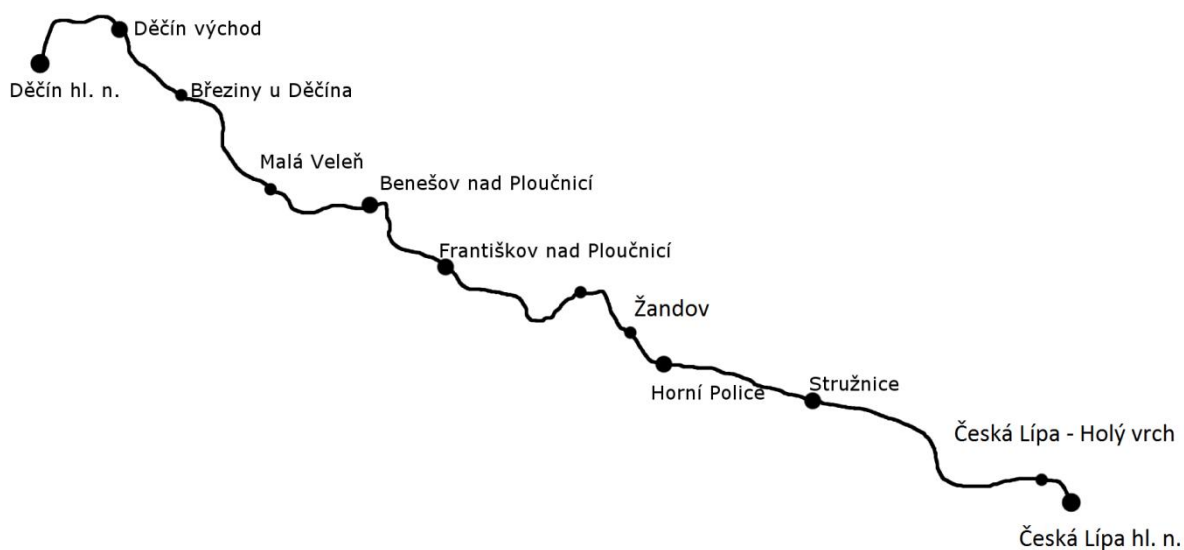 Děčín východ
Děčín hl. n.
Březiny u Děčína
Malá Veleň
Benešov nad Ploučnicí
Františkov nad Ploučnicí
Žandov
Horní Police
Stružnice
Česká Lípa - Holý vrch
Česká Lípa hl. n.